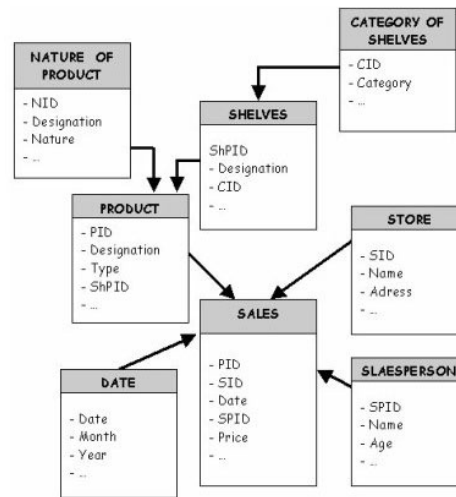 CATEGORY OF
SHELVES
- CID
- Category
- ...
NATURE OF
PRODUCT
- NID
- Designation
- Nature
- ...
SHELVES
ShPID
- Designation
- CID
- ...
PRODUCT
- PID
- Designation
- Type
- ShPID
- ...
STORE
- SID
- Name
- Adress
- ...
SALES
- PID
- SID
- Date
- SPID
- Price
- ...
DATE
- Date
- Month
- Year
- ...
SLAESPERSON
- SPID
- Name
- Age
- ...